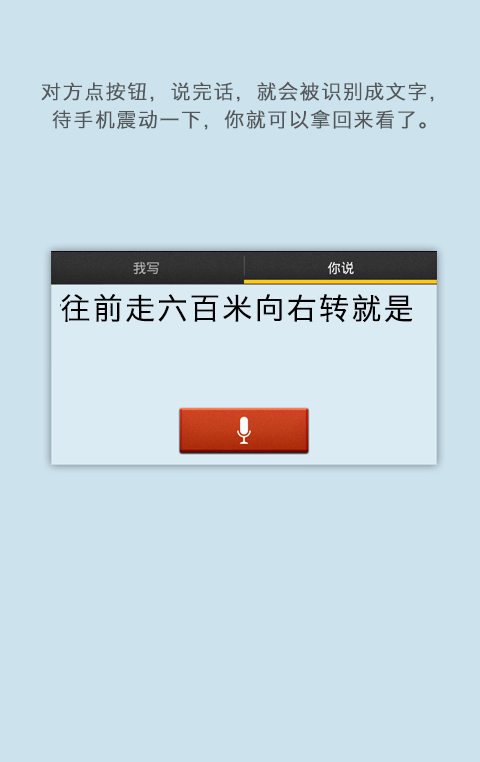 对方点按钮，说完话，就会被识别成文字，
待手机震动一下，你就可以拿回来看了。
我写 你说
往前走六百米向右转就是